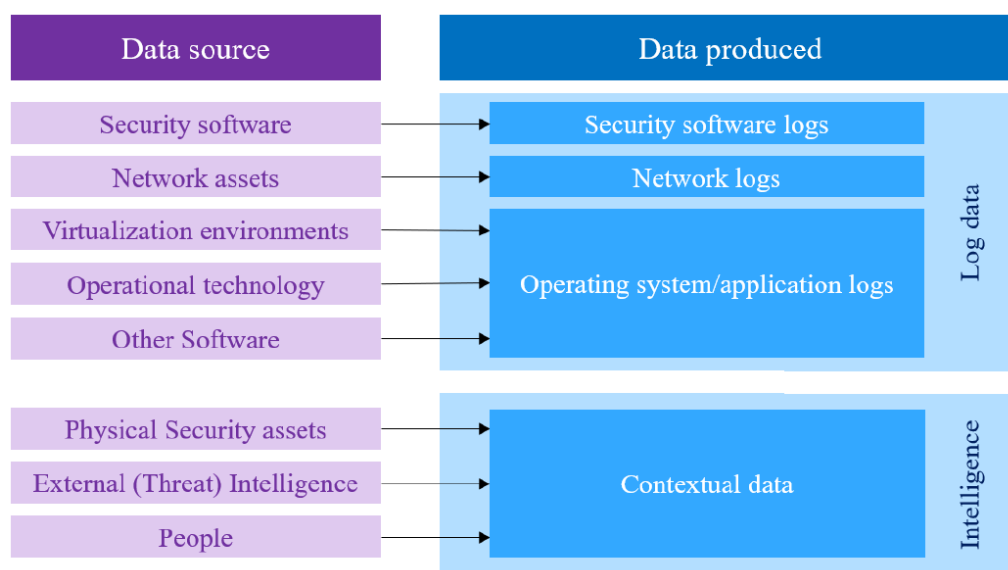 Data source
Data produced
Security software
Security software logs
Network assets
Network logs
Virtualization environments
Operational technology
Other Software
Operating system/application logs
Log data
Physical Security assets
External (Threat) Intelligence
People
Contextual data
Intelligence